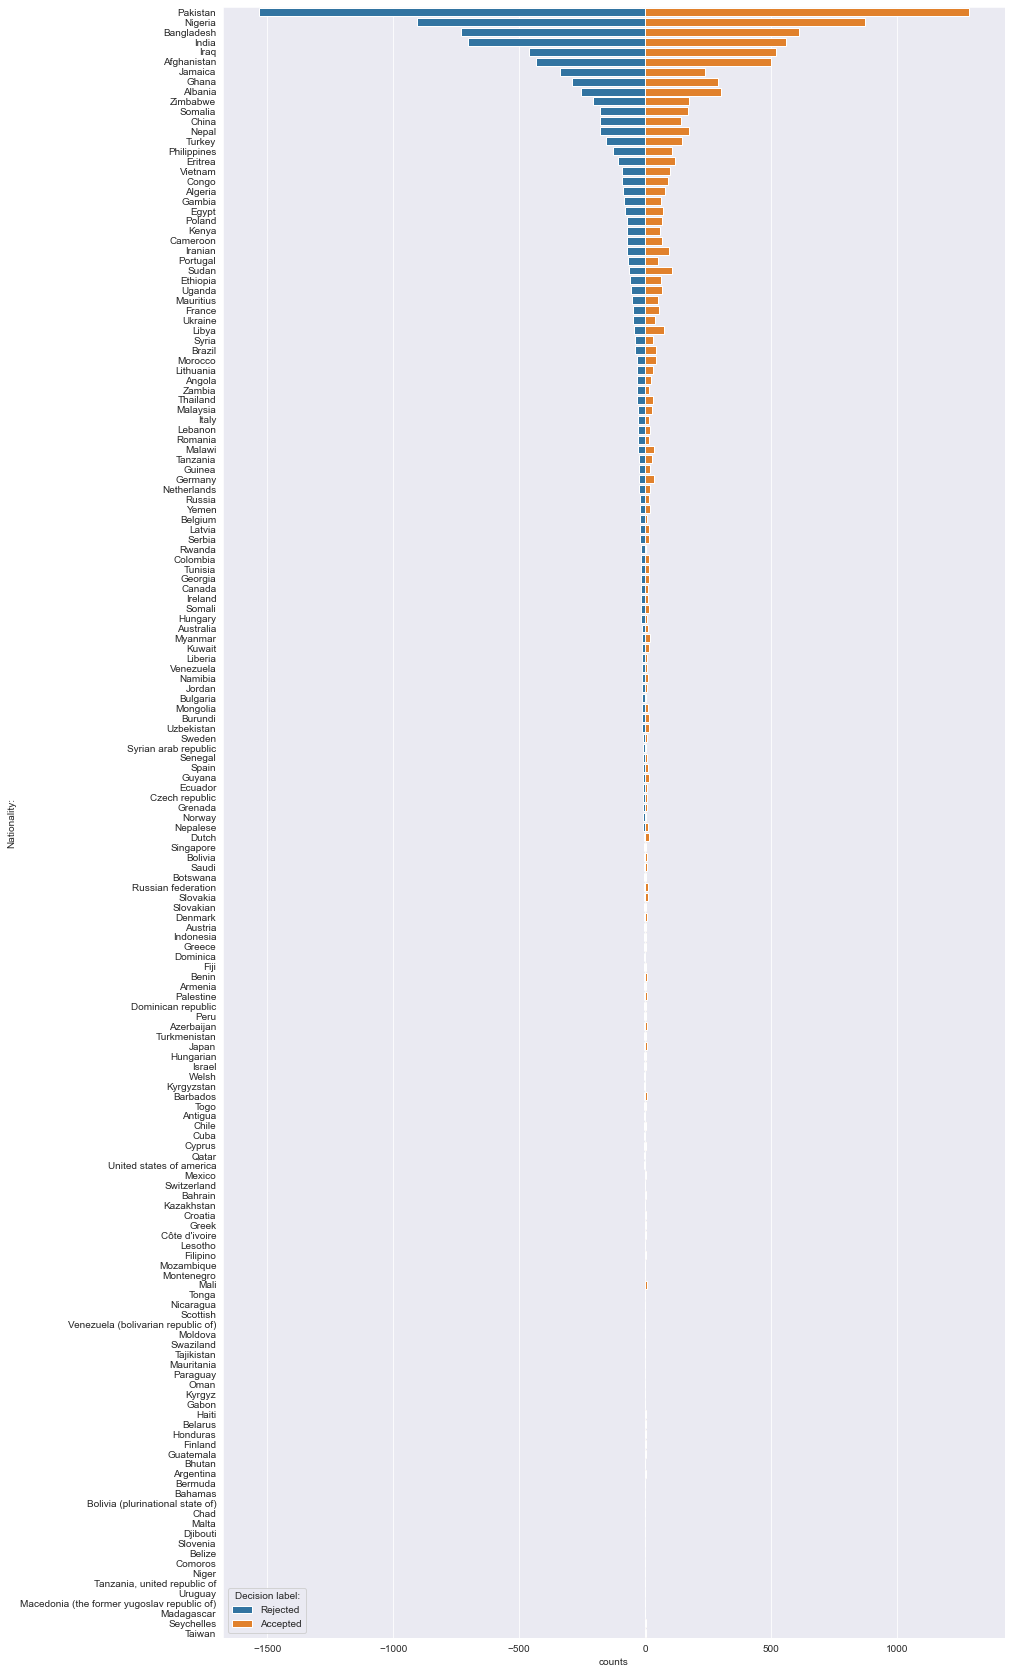 Pakistan
Nigeria
Bangladesh
India
Iraq
Afghanistan
Jamaica
Ghana
Albania
Zimbabwe
Somalia
China
Nepal
Turkey
Philippines
Eritrea
Vietnam
Congo
Algeria
Gambia
Egypt
Poland
Kenya
Cameroon
Iranian
Portugal
Sudan
Ethiopia
Uganda
Mauritius
France
Ukraine
Libya
Syria
Brazil
Morocco
Lithuania
Angola
Zambia
Thailand
Malaysia
Italy
Lebanon
Romania
Malawi
Tanzania
Guinea
Germany
Netherlands
Russia
Yemen
Belgium
Latvia
Serbia
Rwanda
Colombia
Tunisia
Georgia
Canada
Ireland
Somali
Hungary
Australia
Myanmar
Kuwait
Liberia
Venezuela
Namibia
Jordan
Bulgaria
Mongolia
Burundi
Uzbekistan
Sweden
Syrian arab republic
Senegal
Spain
Guyana
Ecuador
Czech republic
Grenada
Norway
Nepalese
Dutch
Singapore
Bolivia
Saudi
Botswana
Russian federation
Slovakia
Slovakian
Denmark
Austria
Indonesia
Greece
Dominica
Fiji
Benin
Armenia
Palestine
Dominican republic
Peru
Azerbaijan
Turkmenistan
Japan
Hungarian
Israel
Welsh
Kyrgyzstan
Barbados
Togo
Antigua
Chile
Cuba
Cyprus
Qatar
United states of america
Mexico
Switzerland
Bahrain
Kazakhstan
Croatia
Greek
Côte d'ivoire
Lesotho
Filipino
Mozambique
Montenegro
Mali
Tonga
Nicaragua
Scottish
Venezuela (bolivarian republic of)
Moldova
Swaziland
Tajikistan
Mauritania
Paraguay
Oman
Kyrgyz
Gabon
Haiti
Belarus
Honduras
Finland
Guatemala
Bhutan
Argentina
Bermuda
Bahamas
Bolivia (plurinational state of)
Chad
Malta
Djibouti
Slovenia
Belize
Comoros
Niger
Tanzania, united republic of
Uruguay
Macedonia (the former yugoslav republic of)
Madagascar
Seychelles
Taiwan
Nationality:
Decision label:
Rejected
Accepted
−1500 −1000 −500 0 500 1000
counts